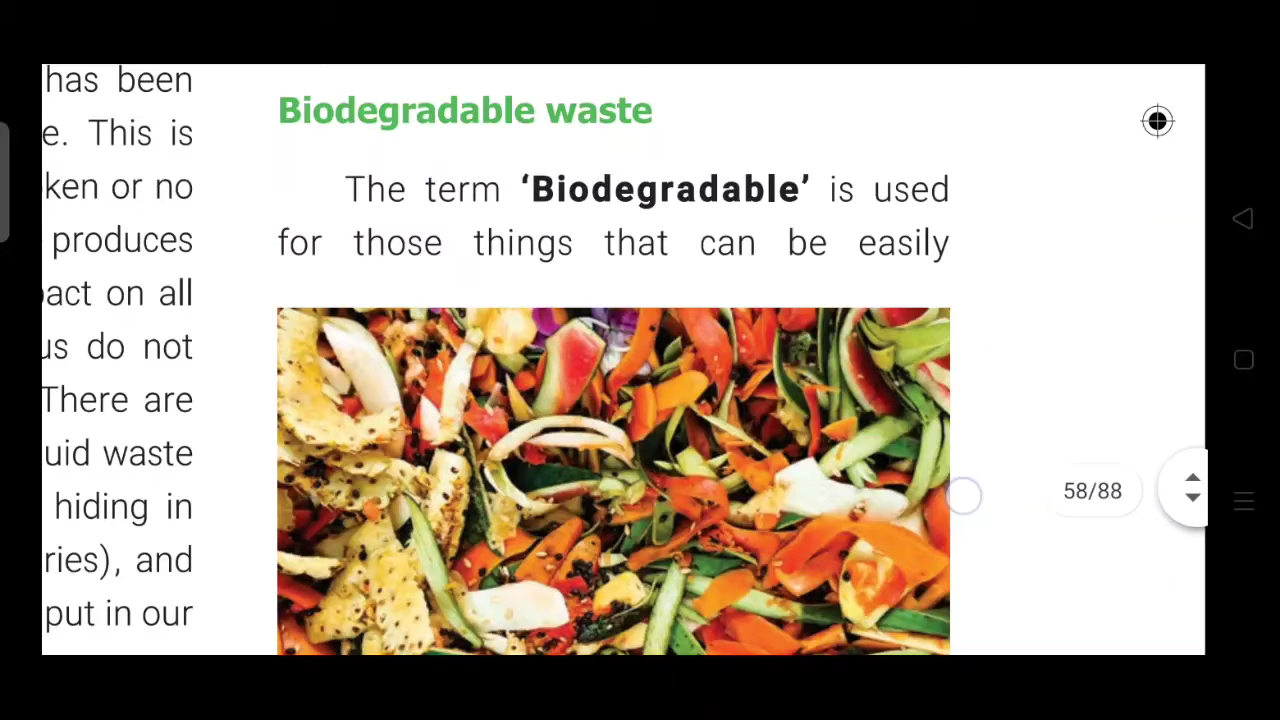 has been
e. This is
ken or no
produces
act on all
us do not
There are
uid waste
hiding in
ries), and
put in our
Biodegradable waste
The term ‘Biodegradable’ is used
for those things that can be easily
58/88